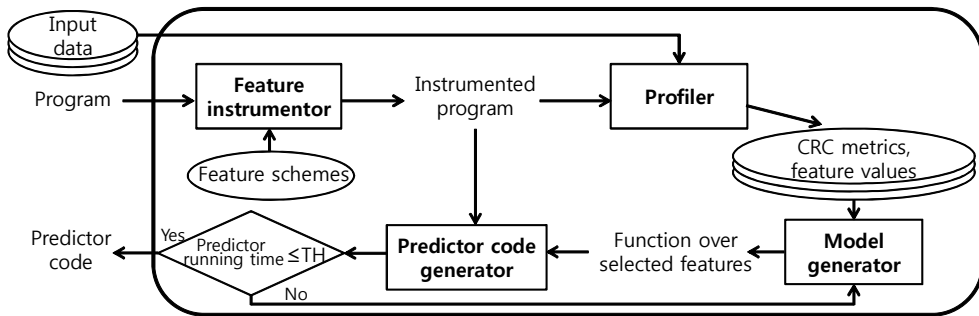 Input
data
Program
Feature
instrumentor
Instrumented
program
Profiler
Feature schemes
CRC metrics,
feature values
Predictor
code
Yes
Predictor
running time ≤TH
No
Predictor code
generator
Function over
selected features
Model
generator